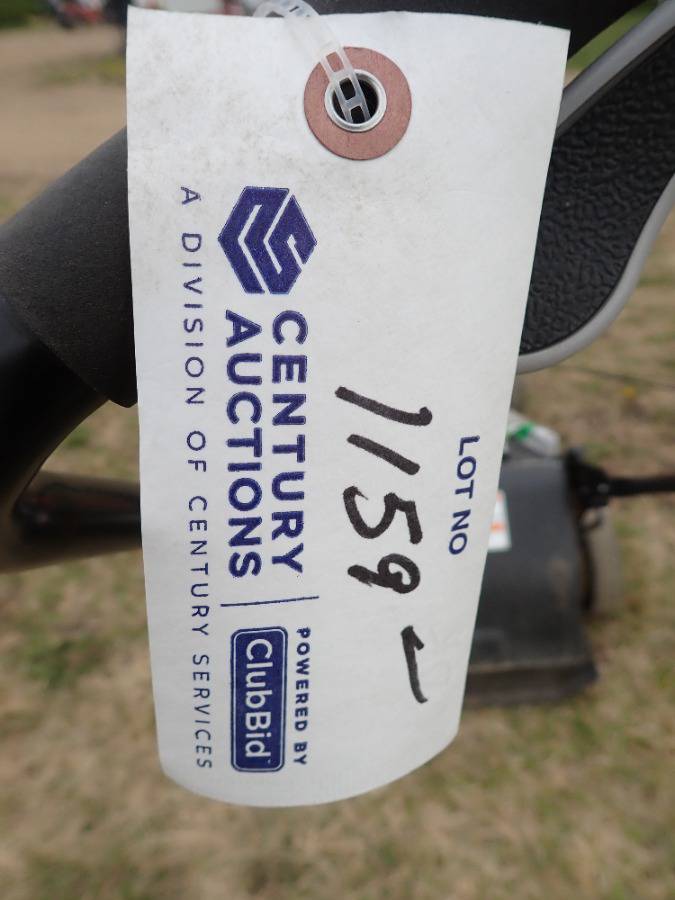 LOT NO
1159
CENTURY
AUCTIONS
POWERED BY
ClubBid
A DIVISION OF CENTURY SERVICES